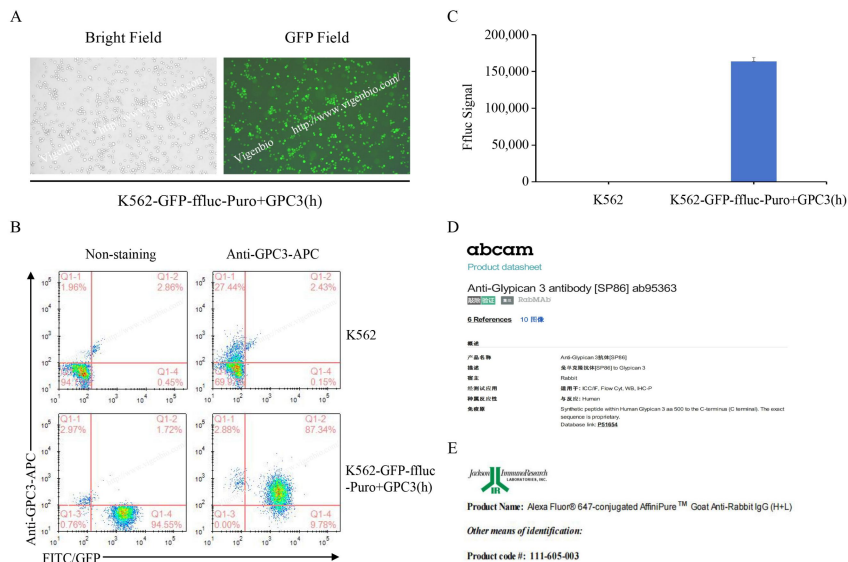 A
Bright Field
GFP Field
Vigenbio http://www.vigenbio.com/
K562-GFP-ffluc-Puro+GPC3(h)
B
Non-staining
Anti-GPC3-APC
Q1-1
1.96%
Q1-2
2.86%
Q1-4
0.45%
Q1-1
27.44%
Q1-2
2.43%
Q1-4
0.15%
K562
Q1-1
2.97%
Q1-2
1.72%
Q1-3
0.76%
Q1-4
94.55%
Q1-1
2.88%
Q1-2
87.34%
Q1-3
0.00%
Q1-4
9.78%
K562-GFP-ffluc
-Puro+GPC3(h)
Anti-GPC3-APC
FITC/GFP
C
Ffluc Signal
200,000
150,000
100,000
50,000
0
K562
K562-GFP-ffluc-Puro+GPC3(h)
D
abcam
Product datasheet
Anti-Glypican 3 antibody [SP86] ab95363
RabMAb
6 References 10 图像
概述
产品名称 Anti-Glypican 3抗体[SP86]
描述 兔单克隆抗体[SP86] to Glypican 3
宿主 Rabbit
经测试应用 适用于: ICC/IF, Flow Cyt, WB, IHC-P
种属反应性 与反应: Human
免疫原 Synthetic peptide within Human Glypican 3 aa 500 to the C-terminus (C terminal). The exact
sequence is proprietary.
Database link: P51654
E
Jackson ImmunoResearch
LABORATORIES, INC.
IR
Product Name: Alexa Fluor® 647-conjugated AffiniPure™ Goat Anti-Rabbit IgG (H+L)
Other means of identification:
Product code #: 111-605-003